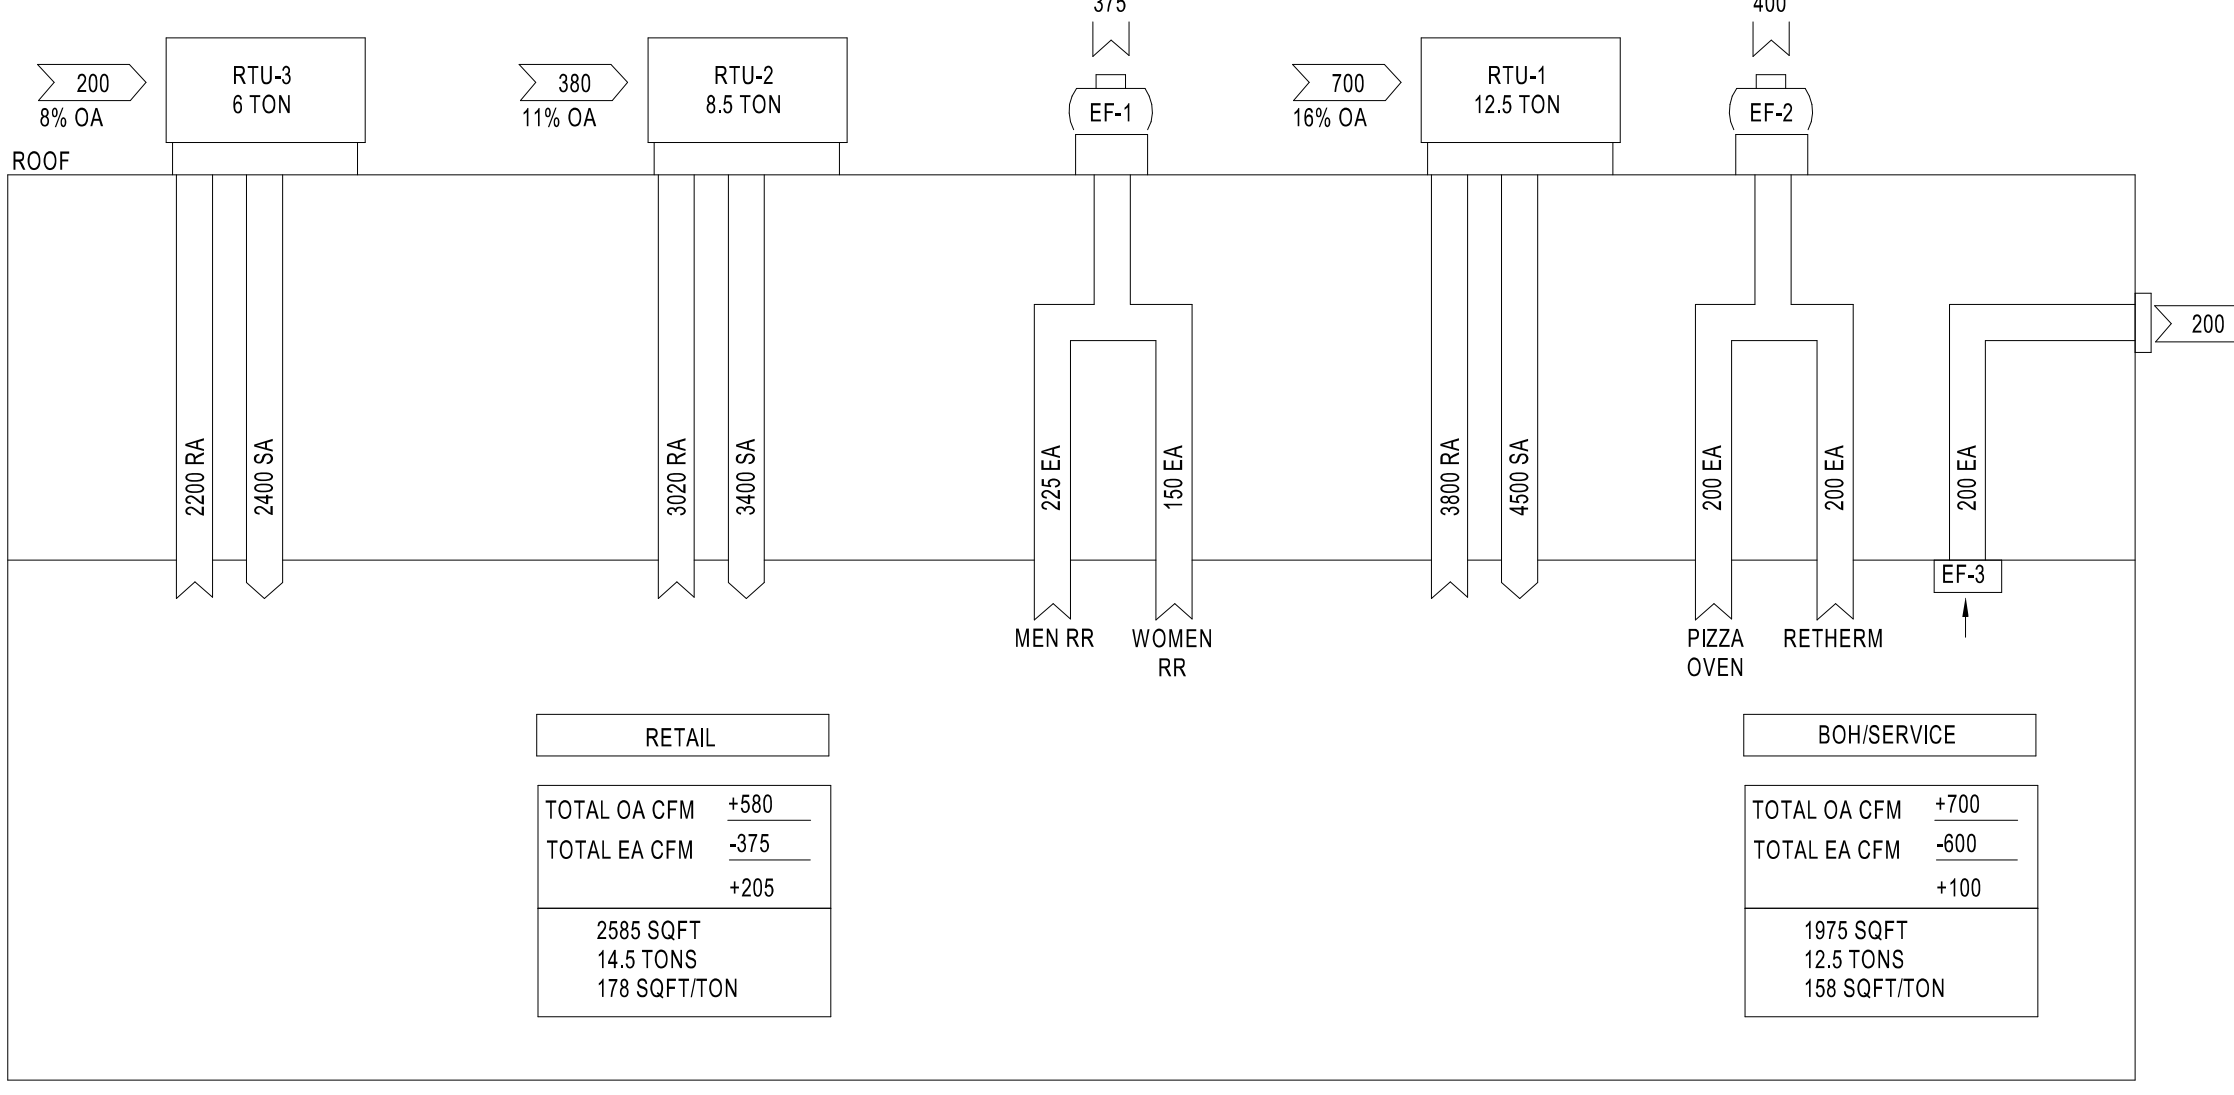 375
400
200
RTU-3
6 TON
8% OA
380
RTU-2
8.5 TON
11% OA
EF-1
700
RTU-1
12.5 TON
16% OA
EF-2
ROOF
200
2200 RA
2400 SA
3020 RA
3400 SA
225 EA
150 EA
3800 RA
4500 SA
200 EA
200 EA
200 EA
EF-3
MEN RR
WOMEN
RR
PIZZA
OVEN
RETHERM
RETAIL
TOTAL OA CFM +580
TOTAL EA CFM -375
+205
2585 SQFT
14.5 TONS
178 SQFT/TON
BOH/SERVICE
TOTAL OA CFM +700
TOTAL EA CFM -600
+100
1975 SQFT
12.5 TONS
158 SQFT/TON